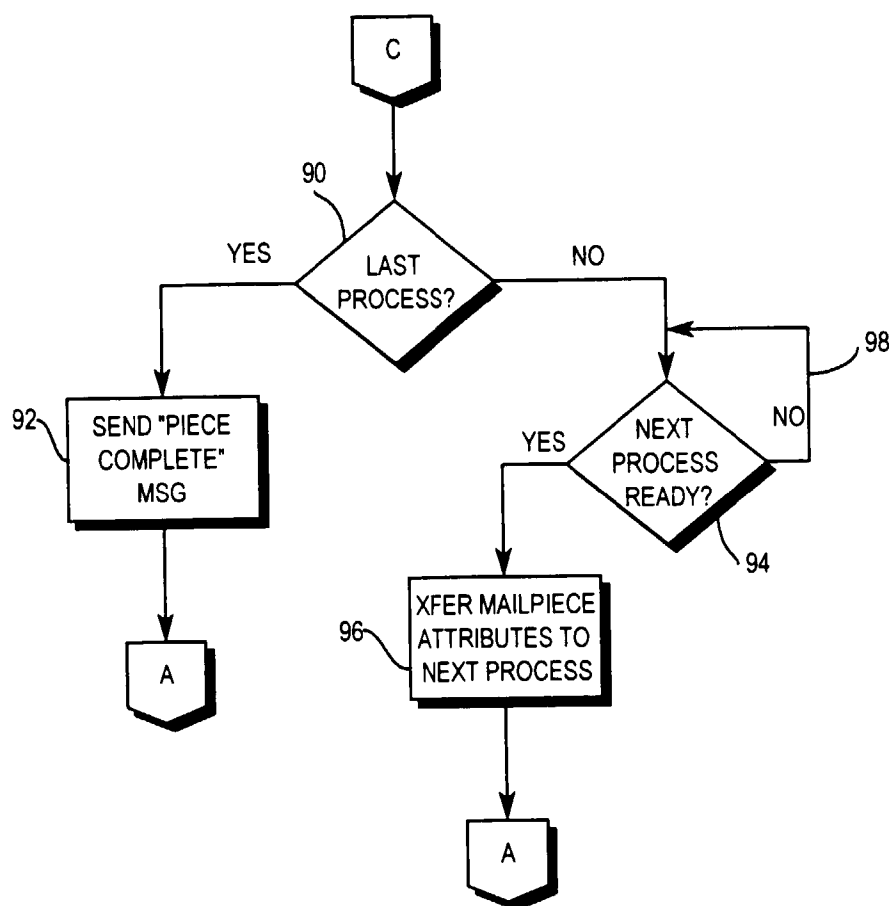 C
90
YES
LAST
PROCESS?
NO
98
92
SEND "PIECE
COMPLETE"
MSG
YES
NEXT
PROCESS
READY?
NO
94
96
XFER MAILPIECE
ATTRIBUTES TO
NEXT PROCESS
A
A